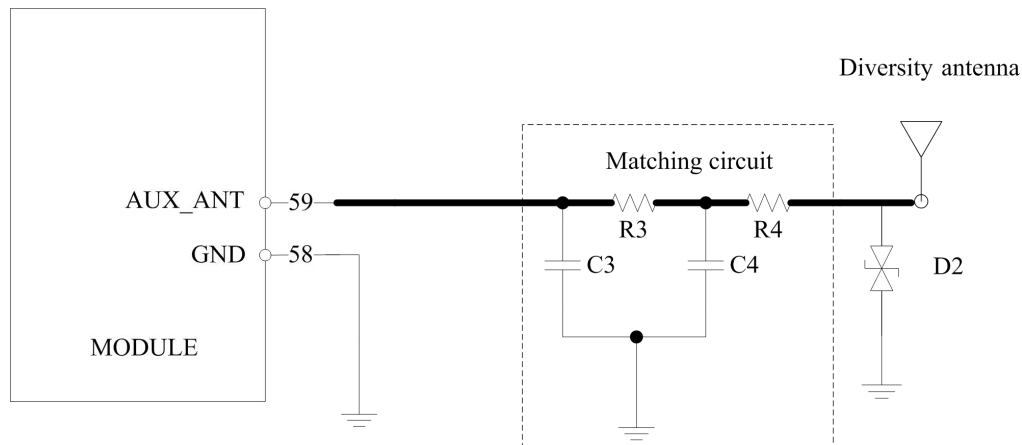 Diversity antenna
Matching circuit
AUX_ANT 59
R3
R4
GND 58
C3
C4
D2
MODULE